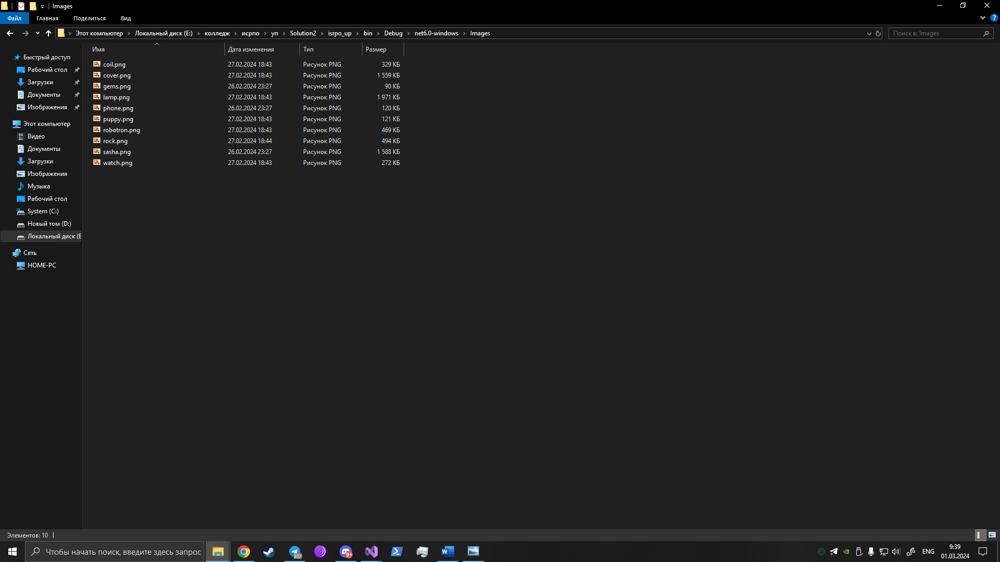 Images
Файл Главная Поделиться Вид
Этот компьютер Локальный диск (E:) колледж исрпо уп Solution2 isrpo_up bin Debug net6.0-windows Images Поиск в: Images
Имя Дата изменения Тип Размер
Быстрый доступ
Рабочий стол
Загрузки
Документы
Изображения
Этот компьютер
Видео
Документы
Загрузки
Изображения
Музыка
Рабочий стол
System (C:)
Новый том (D:)
Локальный диск (E
Сеть
HOME-PC
coil.png 27.02.2024 18:43 Рисунок PNG 329 КБ
cover.png 27.02.2024 18:43 Рисунок PNG 1 559 КБ
gems.png 26.02.2024 23:27 Рисунок PNG 90 КБ
lamp.png 27.02.2024 18:43 Рисунок PNG 1 971 КБ
phone.png 26.02.2024 23:27 Рисунок PNG 120 КБ
puppy.png 27.02.2024 18:43 Рисунок PNG 121 КБ
robotron.png 27.02.2024 18:43 Рисунок PNG 469 КБ
rock.png 27.02.2024 18:44 Рисунок PNG 494 КБ
sasha.png 26.02.2024 23:27 Рисунок PNG 1 588 КБ
watch.png 27.02.2024 18:43 Рисунок PNG 272 КБ
Элементов: 10
Чтобы начать поиск, введите здесь запрос 307 9+ ENG 9:39
01.03.2024